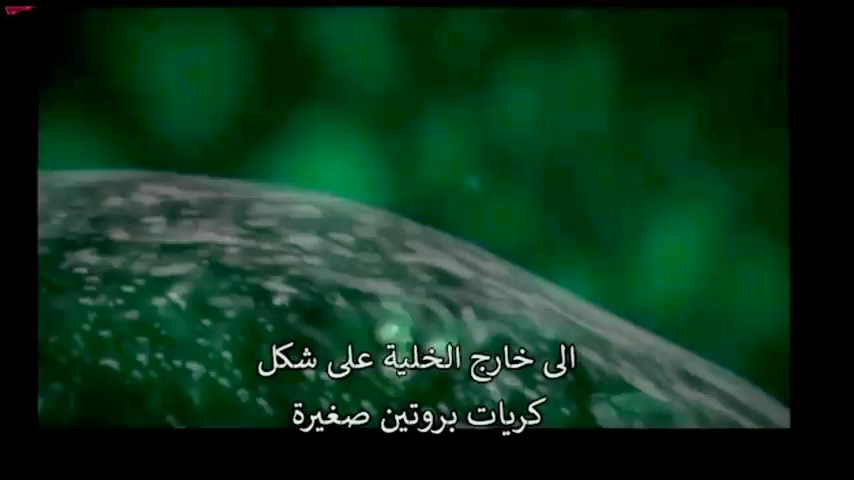 الى خارج الخلية على شكل
كريات بروتين صغيرة